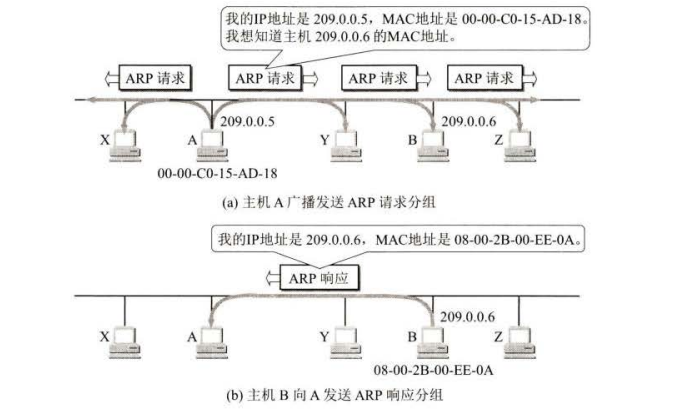 我的IP地址是 209.0.0.5，MAC地址是 00-00-C0-15-AD-18。
我想知道主机 209.0.0.6 的MAC地址。
ARP 请求
ARP 请求
ARP 请求
ARP 请求
209.0.0.5
209.0.0.6
X
A
Y
B
Z
00-00-C0-15-AD-18
(a) 主机 A 广播发送 ARP 请求分组
我的IP地址是 209.0.0.6，MAC地址是 08-00-2B-00-EE-0A。
ARP 响应
209.0.0.6
X
A
Y
B
Z
08-00-2B-00-EE-0A
(b) 主机 B 向 A 发送 ARP 响应分组